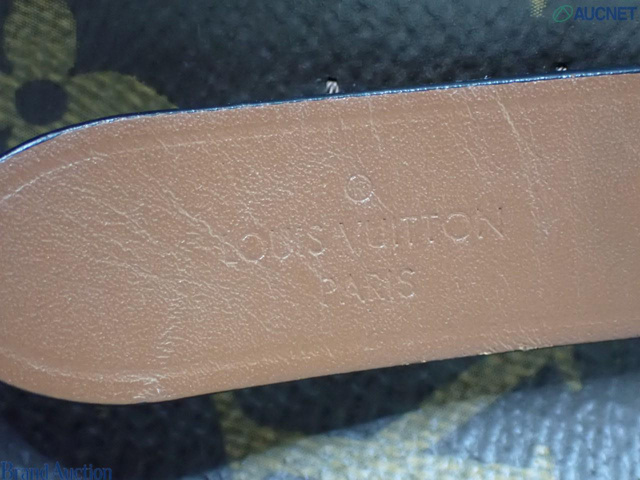 AUCNET
LOUIS VUITTON
PARIS
Brand Auction